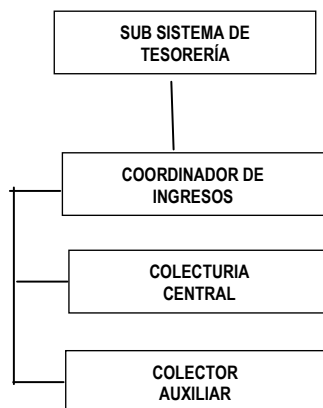 SUB SISTEMA DE
TESORERÍA
COORDINADOR DE
INGRESOS
COLECTURIA
CENTRAL
COLECTOR
AUXILIAR